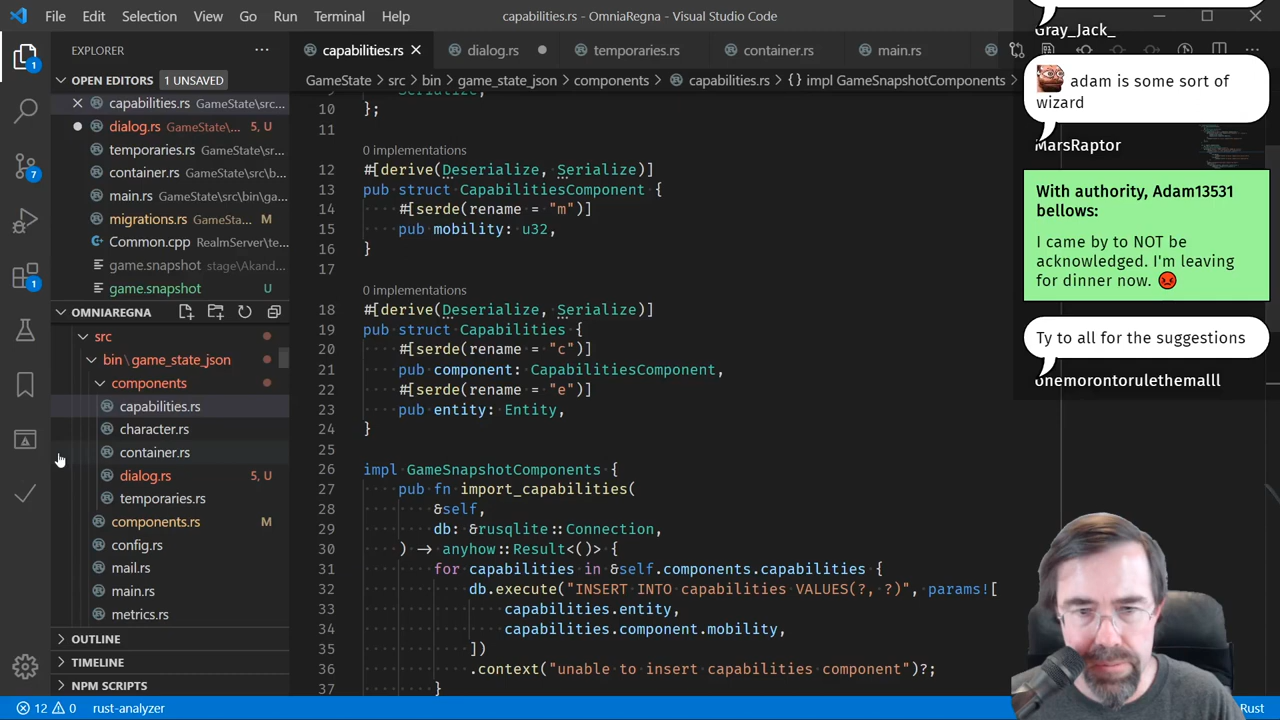 File Edit Selection View Go Run Terminal Help
capabilities.rs - OmniaRegna - Visual Studio Code
EXPLORER
OPEN EDITORS 1 UNSAVED
capabilities.rs GameState\src...
dialog.rs GameState\... 5, U
temporaries.rs GameState\sr...
container.rs GameState\src\b...
main.rs GameState\src\bin\ga...
migrations.rs GameSta... M
Common.cpp RealmServer\te...
game.snapshot stage\Akand...
game.snapshot U
OMNIAREGNA
src
bin\game_state_json
components
capabilities.rs
character.rs
container.rs
dialog.rs 5, U
temporaries.rs
components.rs M
config.rs
mail.rs
main.rs
metrics.rs
OUTLINE
TIMELINE
NPM SCRIPTS
1
7
1
capabilities.rs dialog.rs temporaries.rs container.rs main.rs
GameState > src > bin > game_state_json > components > capabilities.rs > {} impl GameSnapshotComponents >
Serialize,
10 };
11
0 implementations
12 #[derive(Deserialize, Serialize)]
13 pub struct CapabilitiesComponent {
14 #[serde(rename = "m")]
15 pub mobility: u32,
16 }
17
0 implementations
18 #[derive(Deserialize, Serialize)]
19 pub struct Capabilities {
20 #[serde(rename = "c")]
21 pub component: CapabilitiesComponent,
22 #[serde(rename = "e")]
23 pub entity: Entity,
24 }
25
26 impl GameSnapshotComponents {
27 pub fn import_capabilities(
28 &self,
29 db: &rusqlite::Connection,
30 ) -> anyhow::Result<()> {
31 for capabilities in &self.components.capabilities {
32 db.execute("INSERT INTO capabilities VALUES(?, ?)", params![
33 capabilities.entity,
34 capabilities.component.mobility,
35 ])
36 .context("unable to insert capabilities component")?;
37 }
Gray_Jack_
adam is some sort of
wizard
MarsRaptor
With authority, Adam13531
bellows:
I came by to NOT be
acknowledged. I'm leaving
for dinner now.
Ty to all for the suggestions
onemorontorulethemalll
12 0 rust-analyzer
Rust